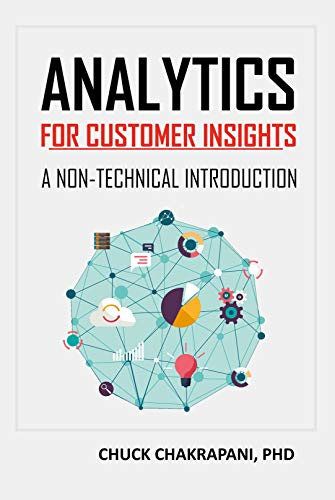 ANALYTICS
FOR CUSTOMER INSIGHTS
A NON-TECHNICAL INTRODUCTION
CHUCK CHAKRAPANI, PHD